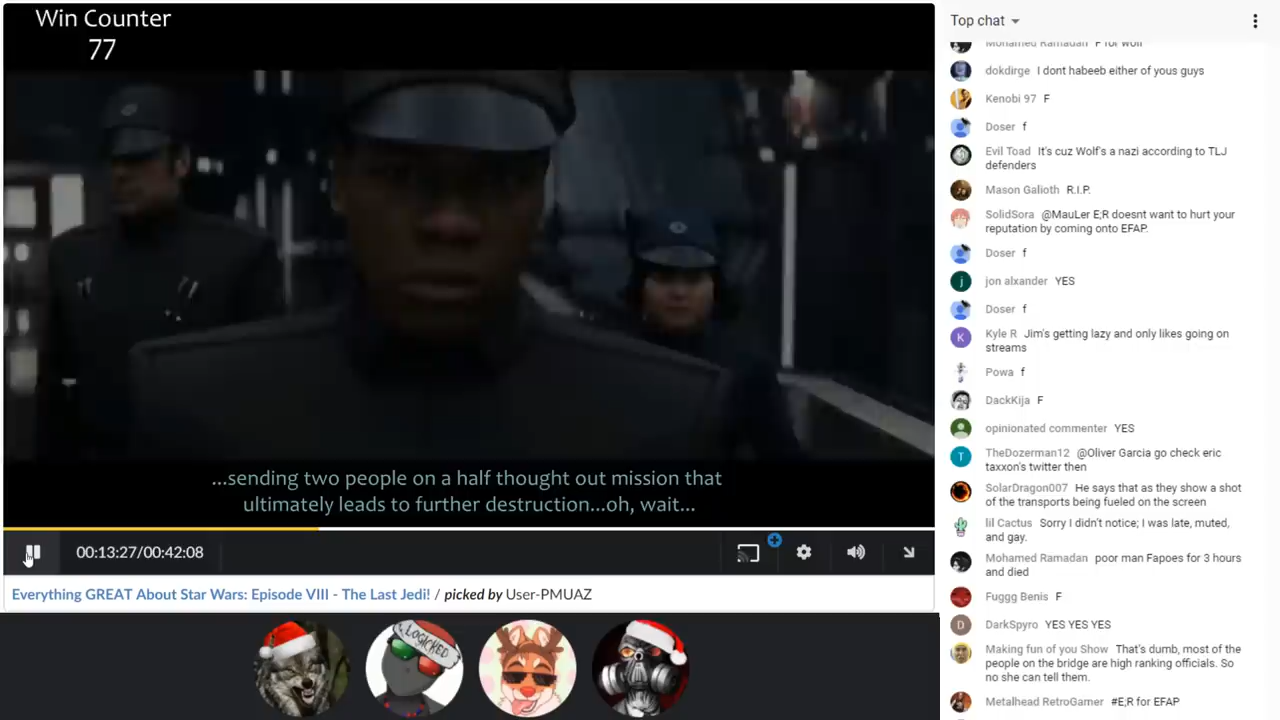 Win Counter
77
...sending two people on a half thought out mission that
ultimately leads to further destruction...oh, wait...
00:13:27/00:42:08
Everything GREAT About Star Wars: Episode VIII - The Last Jedi! / picked by User-PMUAZ
LOGICKED
Top chat
Mohamed Ramadan F for wolf
dokdirge I dont habeeb either of yous guys
Kenobi 97 F
Doser f
Evil Toad It's cuz Wolf's a nazi according to TLJ
defenders
Mason Galioth R.I.P.
SolidSora @MauLer E;R doesnt want to hurt your
reputation by coming onto EFAP.
Doser f
j
jon alxander YES
Doser f
K
Kyle R Jim's getting lazy and only likes going on
streams
Powa f
DackKija F
opinionated commenter YES
T
TheDozerman12 @Oliver Garcia go check eric
taxxon's twitter then
SolarDragon007 He says that as they show a shot
of the transports being fueled on the screen
lil Cactus Sorry I didn't notice; I was late, muted,
and gay.
Mohamed Ramadan poor man Fapoes for 3 hours
and died
Fuggg Benis F
D
DarkSpyro YES YES YES
Making fun of you Show That's dumb, most of the
people on the bridge are high ranking officials. So
no she can tell them.
Metalhead RetroGamer #E;R for EFAP